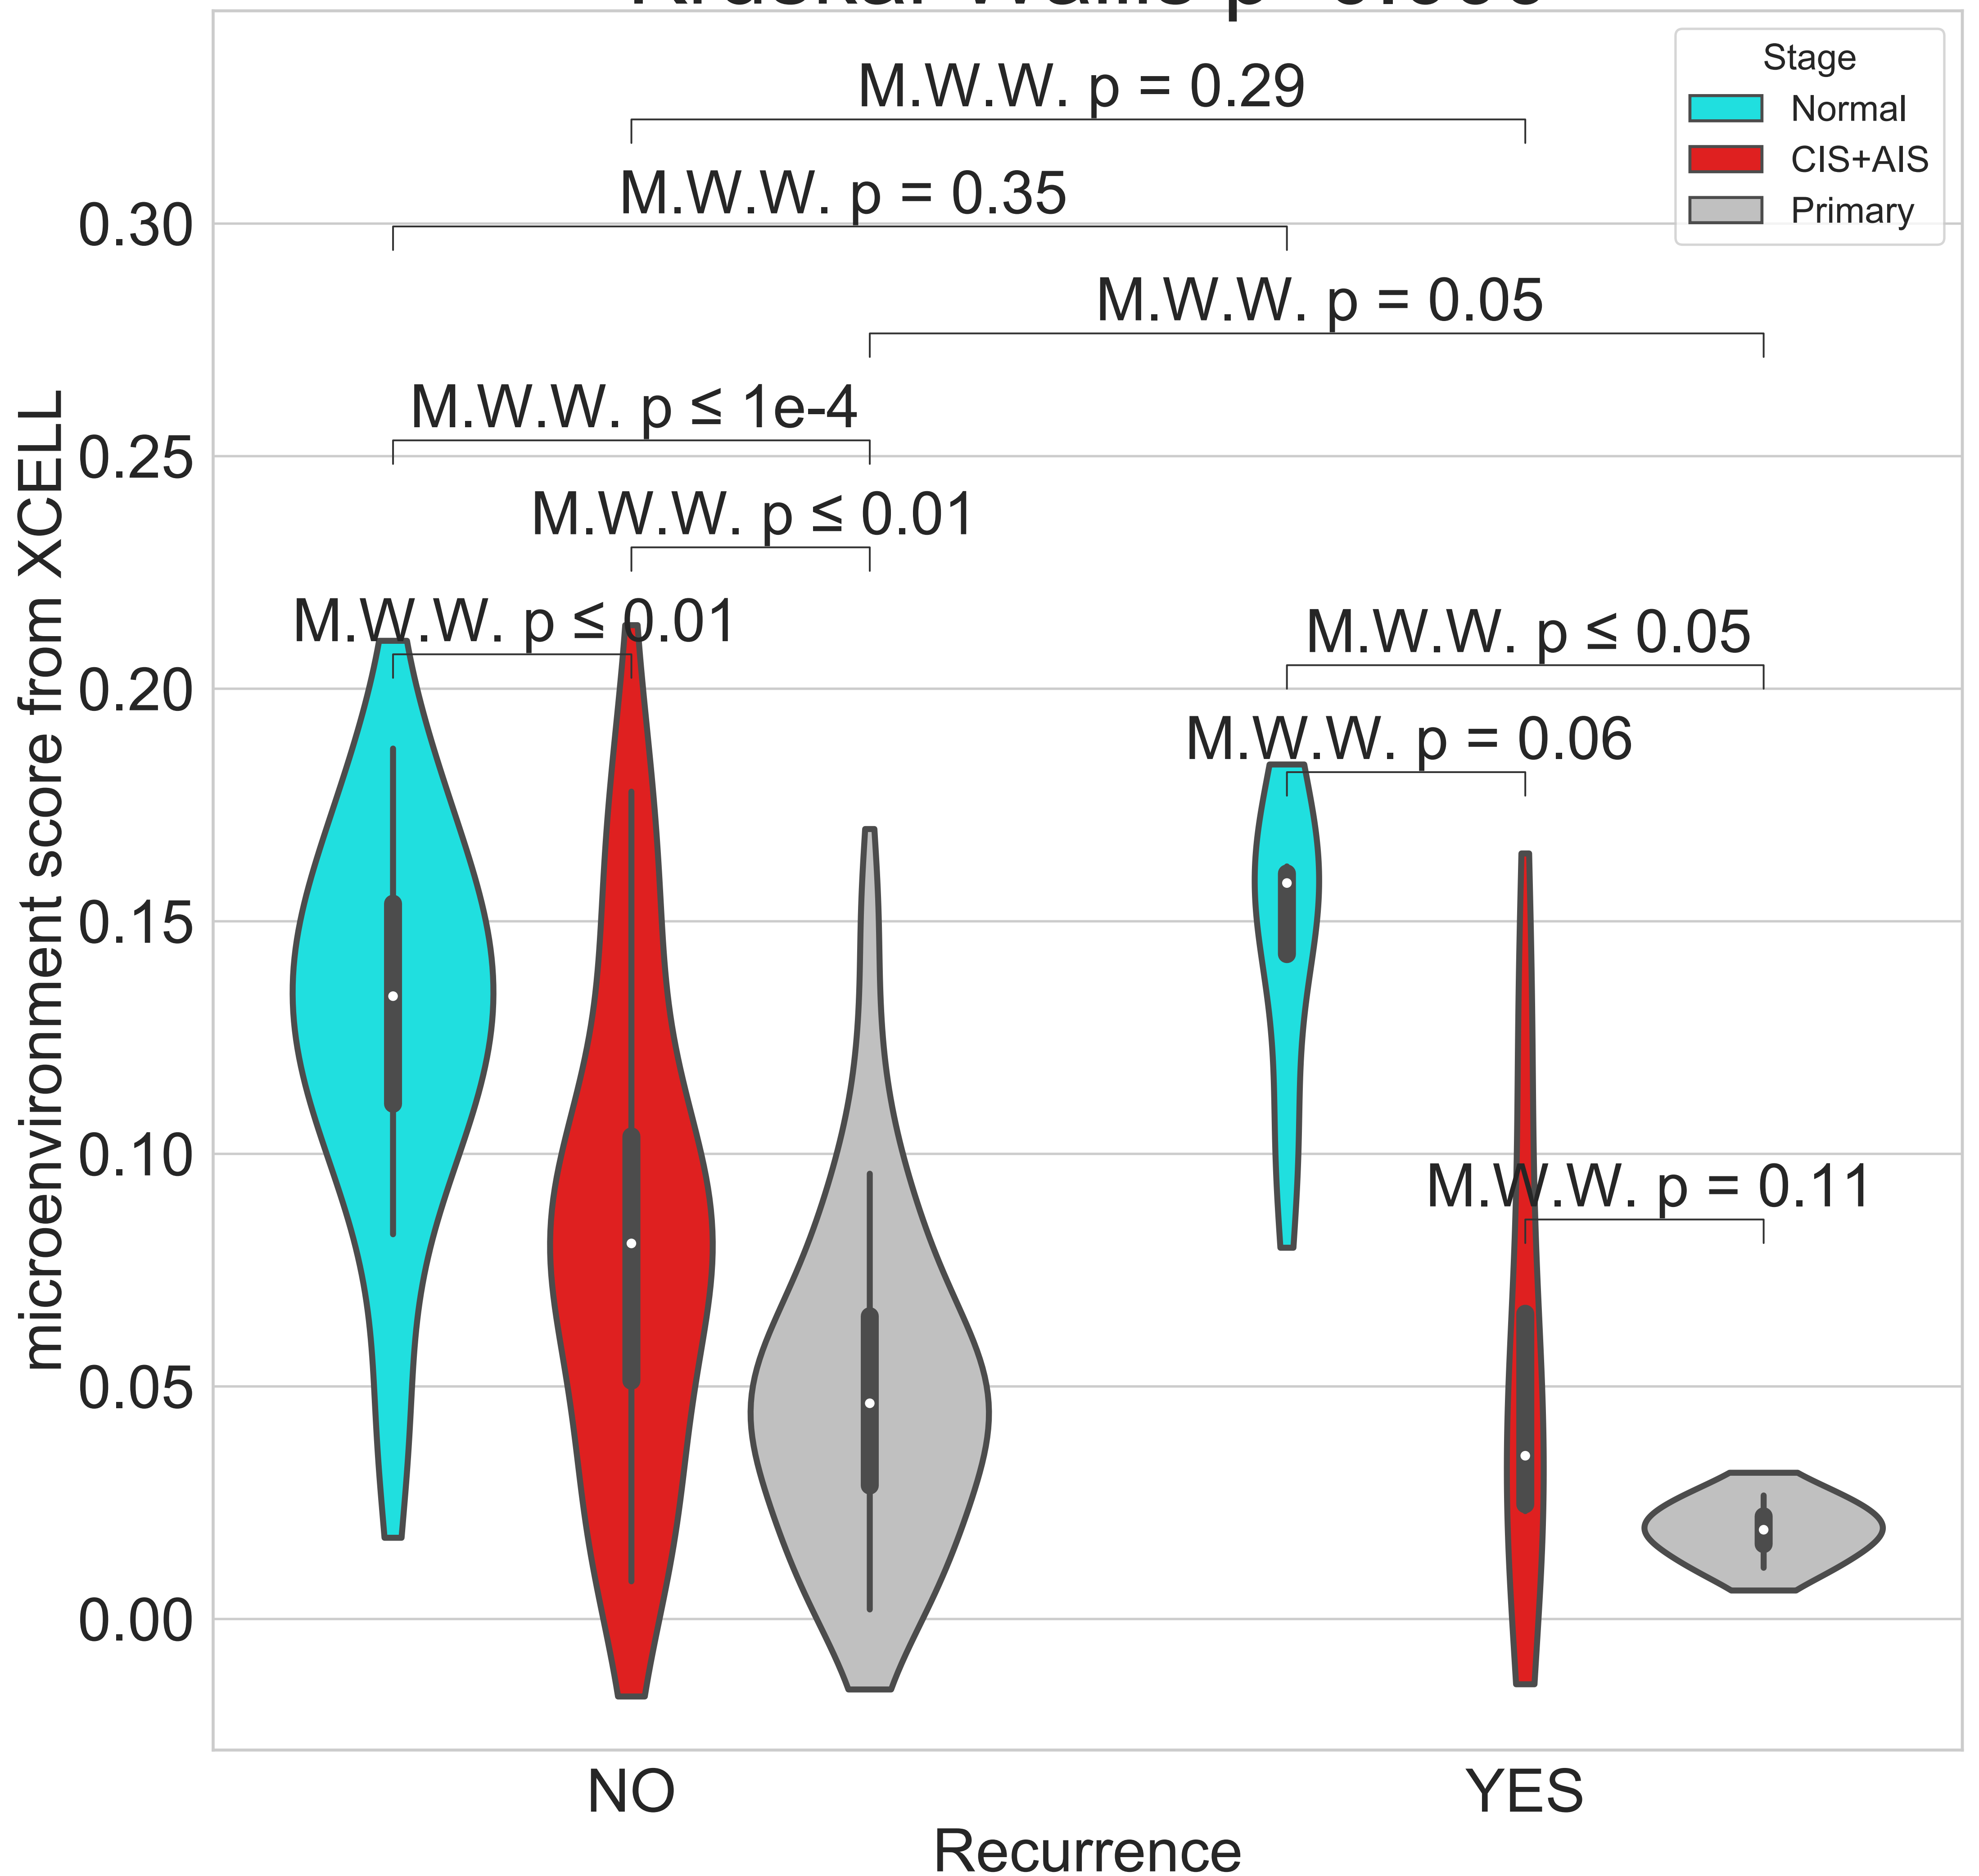 Stage
Normal
CIS+AIS
Primary
M.W.W. p = 0.29
M.W.W. p = 0.35
M.W.W. p = 0.05
M.W.W. p ≤ 1e-4
M.W.W. p ≤ 0.01
M.W.W. p ≤ 0.01
M.W.W. p ≤ 0.05
M.W.W. p = 0.06
M.W.W. p = 0.11
microenvironment score from XCELL
0.30
0.25
0.20
0.15
0.10
0.05
0.00
NO
YES
Recurrence